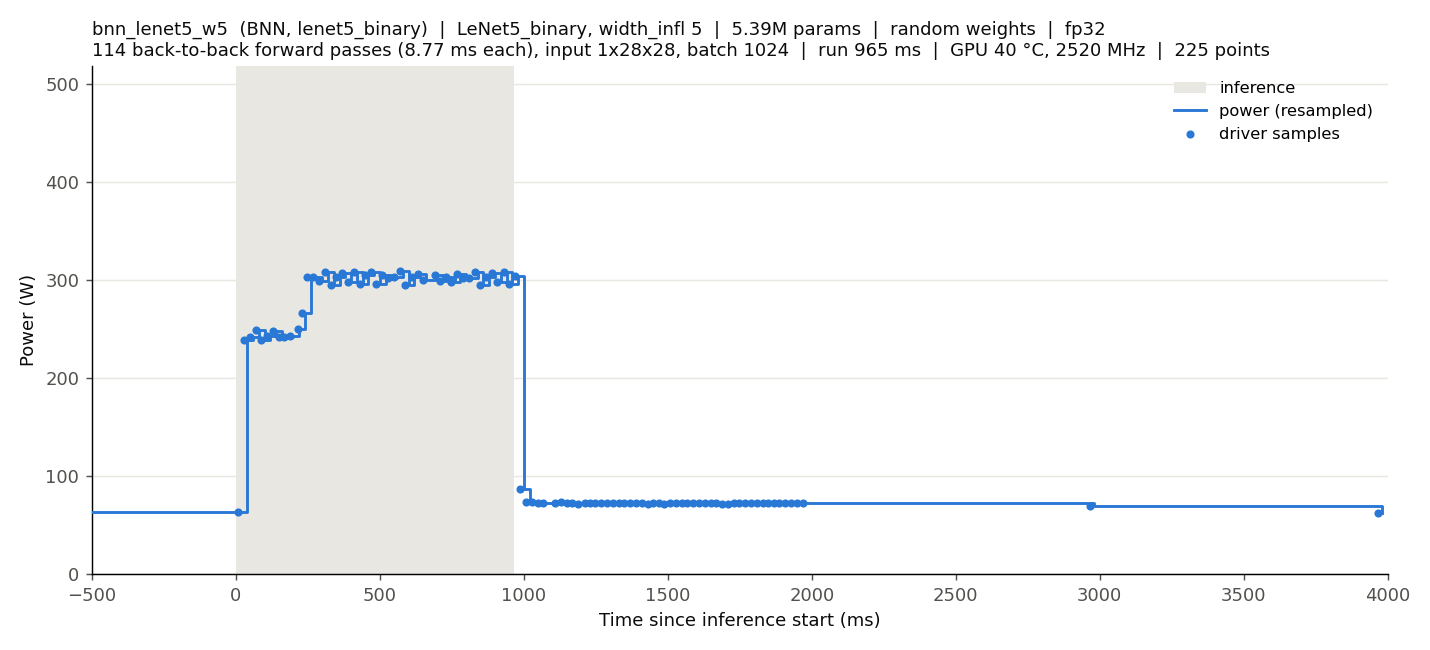 bnn_lenet5_w5  (BNN, lenet5_binary)  |  LeNet5_binary, width_infl 5  |  5.39M params  |  random weights  |  fp32
114 back-to-back forward passes (8.77 ms each), input 1x28x28, batch 1024  |  run 965 ms  |  GPU 40 °C, 2520 MHz  |  225 points
inference
power (resampled)
driver samples
Power (W)
500
400
300
200
100
0
−500
0
500
1000
1500
2000
2500
3000
3500
4000
Time since inference start (ms)